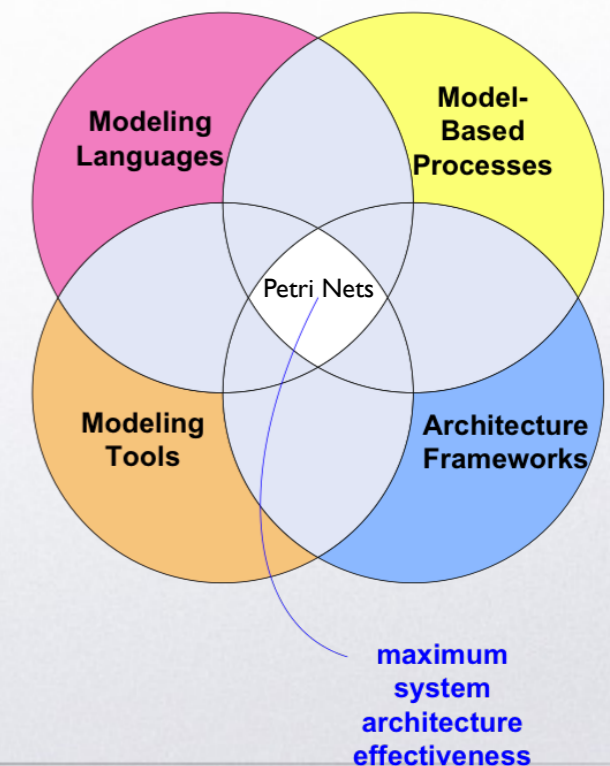 Modeling
Languages
Model-
Based
Processes
Petri Nets
Modeling
Tools
Architecture
Frameworks
maximum
system
architecture
effectiveness